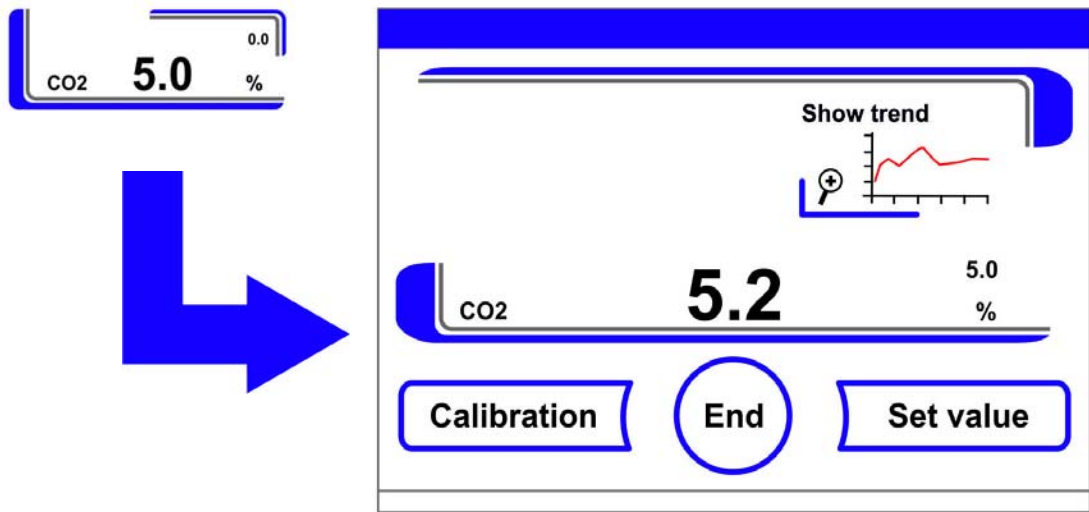 0.0
CO2 5.0 %
Show trend
5.0
CO2 5.2 %
Calibration End Set value